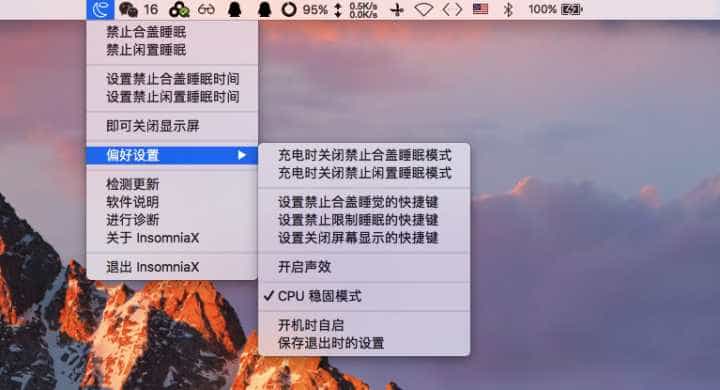 16
95%
0.5K/s
0.0K/s
100%
禁止合盖睡眠
禁止闲置睡眠
设置禁止合盖睡眠时间
设置禁止闲置睡眠时间
即可关闭显示屏
偏好设置
检测更新
软件说明
进行诊断
关于 InsomniaX
退出 InsomniaX
充电时关闭禁止合盖睡眠模式
充电时关闭禁止闲置睡眠模式
设置禁止合盖睡觉的快捷键
设置禁止限制睡眠的快捷键
设置关闭屏幕显示的快捷键
开启声效
CPU 稳固模式
开机时自启
保存退出时的设置